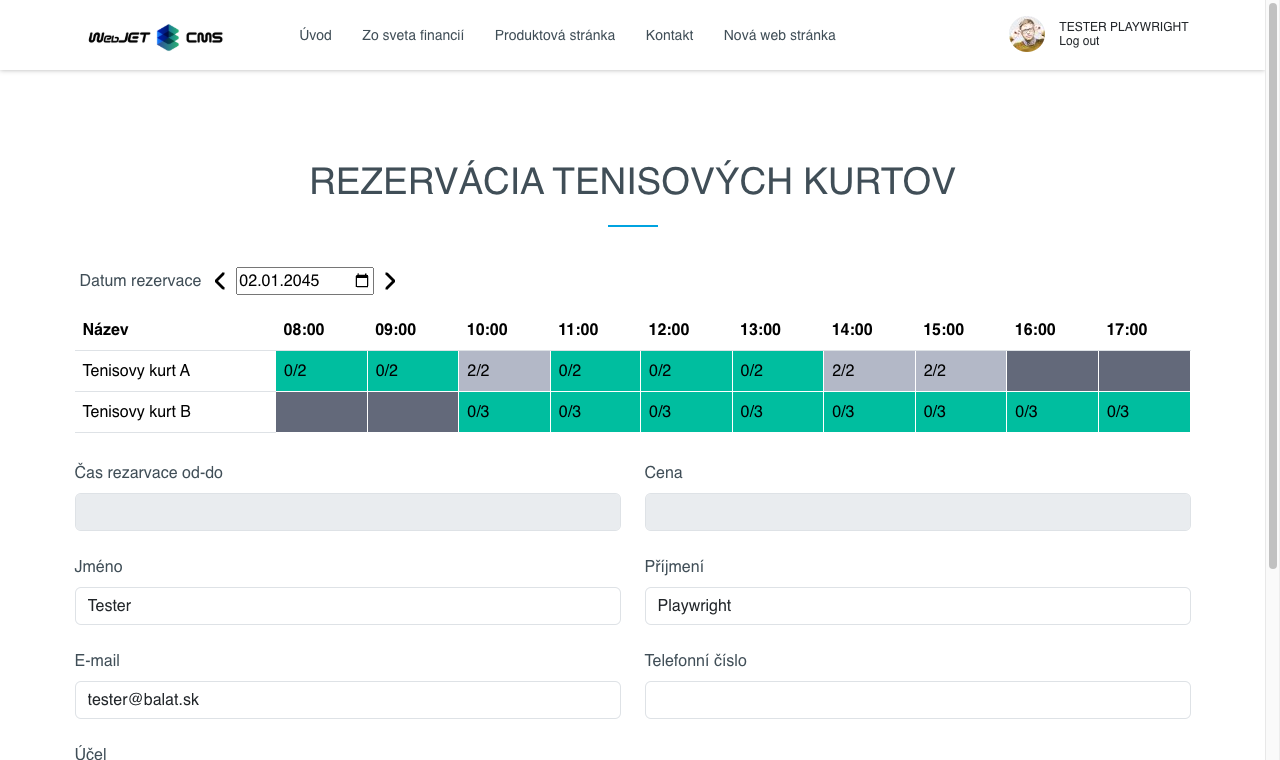 WebJET CMS
Úvod Zo sveta financií Produktová stránka Kontakt Nová web stránka
TESTER PLAYWRIGHT
Log out
REZERVÁCIA TENISOVÝCH KURTOV
Datum rezervace 02.01.2045
Název 08:00 09:00 10:00 11:00 12:00 13:00 14:00 15:00 16:00 17:00
Tenisovy kurt A 0/2 0/2 2/2 0/2 0/2 0/2 2/2 2/2
Tenisovy kurt B 0/3 0/3 0/3 0/3 0/3 0/3 0/3 0/3
Čas rezarvace od-do Cena
Jméno Příjmení
Tester Playwright
E-mail Telefonní číslo
tester@balat.sk
Účel